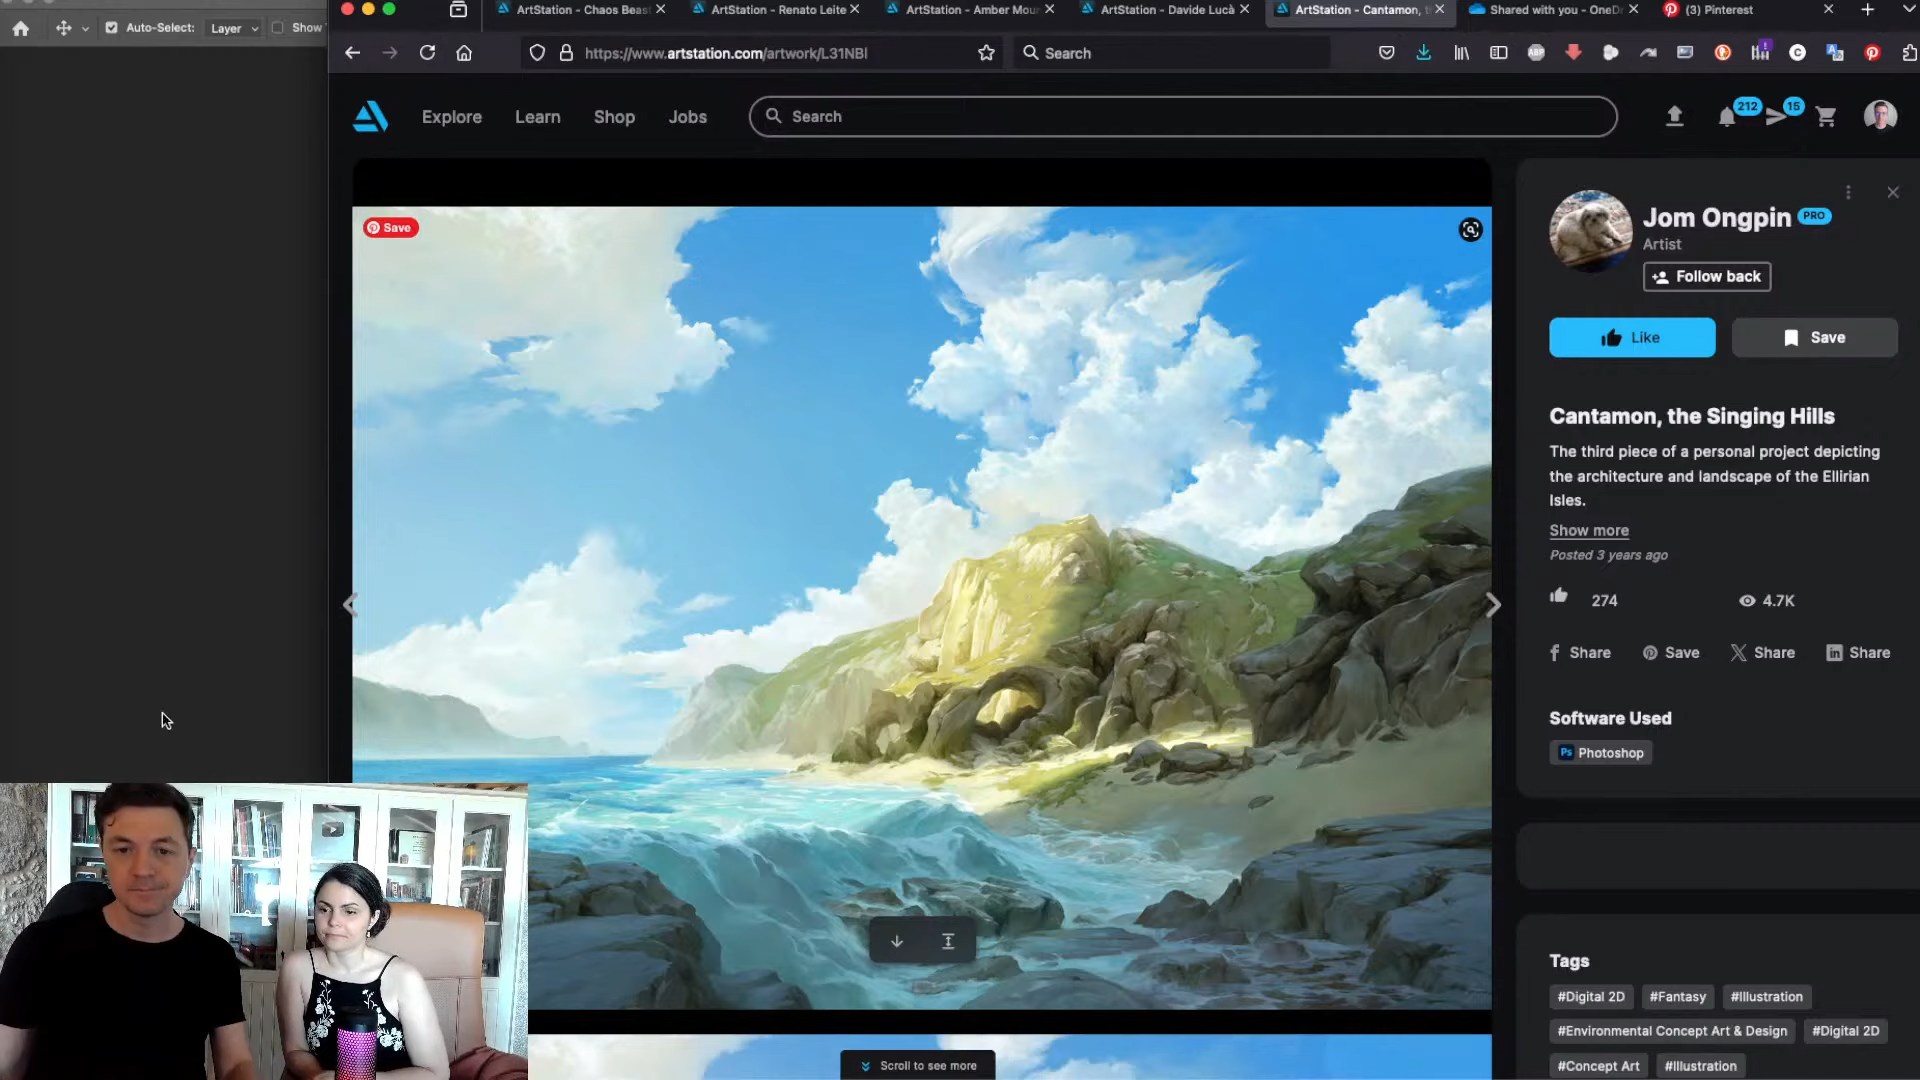 Auto-Select: Layer Show
ArtStation - Chaos Beas
ArtStation - Renato Leite
ArtStation - Amber Mour
ArtStation - Davide Lucà
ArtStation - Cantamon, t
Shared with you - OneDr
(3) Pinterest
https://www.artstation.com/artwork/L31NBl
Search
ABP
Explore Learn Shop Jobs
Search
212
15
Save
Jom Ongpin PRO
Artist
Follow back
Like
Save
Cantamon, the Singing Hills
The third piece of a personal project depicting
the architecture and landscape of the Ellirian
Isles.
Show more
Posted 3 years ago
274 4.7K
Share Save Share Share
Software Used
Ps Photoshop
Tags
#Digital 2D #Fantasy #Illustration
#Environmental Concept Art & Design #Digital 2D
#Concept Art #Illustration
Scroll to see more